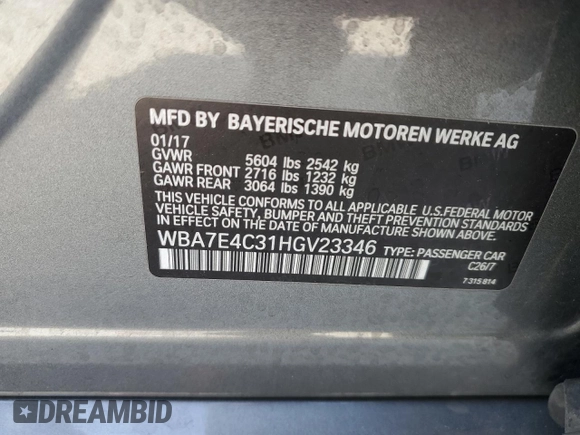 MFD BY BAYERISCHE MOTOREN WERKE AG
01/17
GVWR 5604 lbs 2542 kg
GAWR FRONT 2716 lbs 1232 kg
GAWR REAR 3064 lbs 1390 kg
THIS VEHICLE CONFORMS TO ALL APPLICABLE U.S.FEDERAL MOTOR
VEHICLE SAFETY, BUMPER AND THEFT PREVENTION STANDARDS
IN EFFECT ON THE DATE OF MANUFACTURE SHOWN ABOVE.
WBA7E4C31HGV23346 TYPE: PASSENGER CAR
C26/7
7315814
DREAMBID